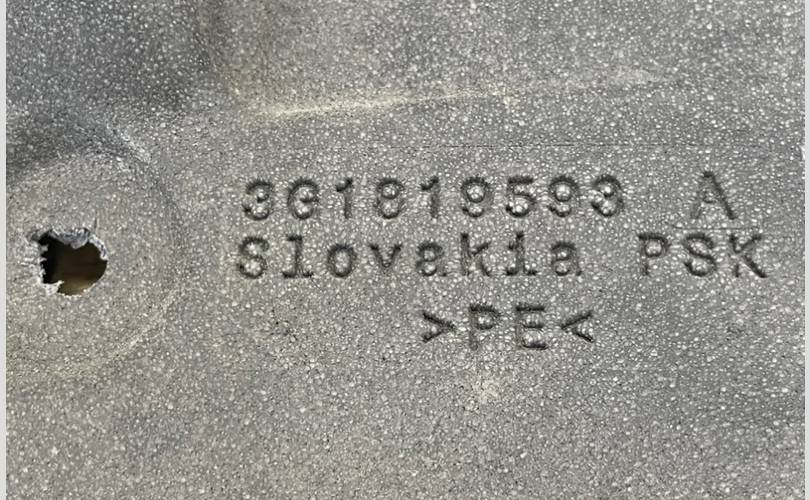 3G1819593 A
Slovakia PSK
>PE<